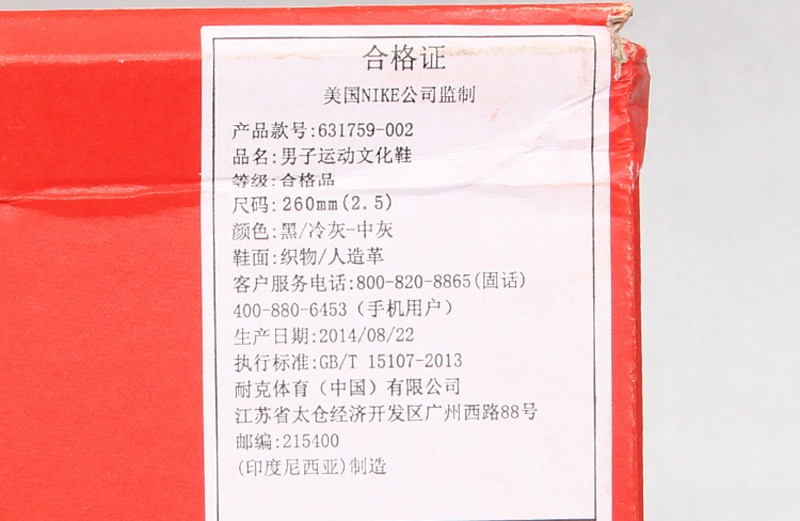 合格证
美国NIKE公司监制
产品款号:631759-002
品名:男子运动文化鞋
等级:合格品
尺码:260mm(2.5)
颜色:黑/冷灰-中灰
鞋面:织物/人造革
客户服务电话:800-820-8865(固话)
400-880-6453（手机用户）
生产日期:2014/08/22
执行标准:GB/T 15107-2013
耐克体育（中国）有限公司
江苏省太仓经济开发区广州西路88号
邮编:215400
(印度尼西亚)制造